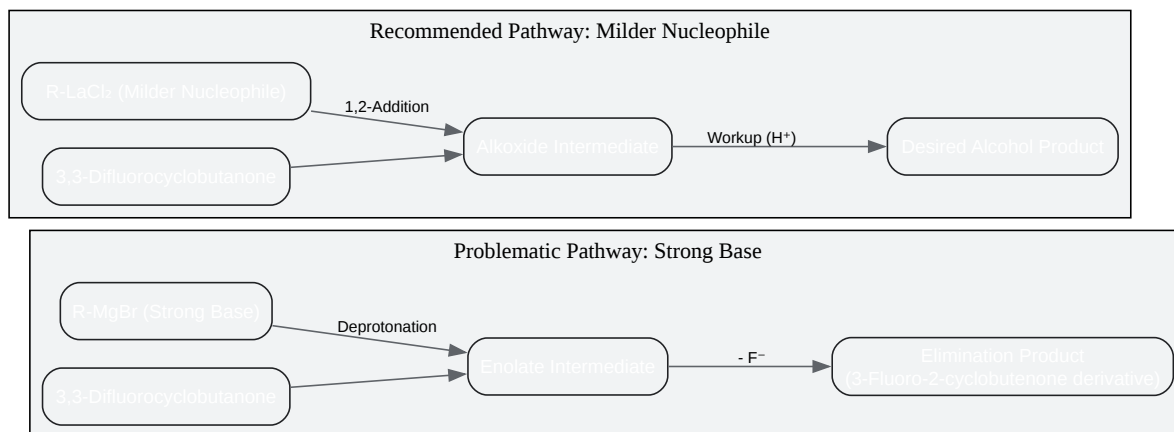 Recommended Pathway: Milder Nucleophile
R-LaCl₂ (Milder Nucleophile)
1,2-Addition
3,3-Difluorocyclobutanone
Alkoxide Intermediate
Workup (H⁺)
Desired Alcohol Product
Problematic Pathway: Strong Base
R-MgBr (Strong Base)
Deprotonation
3,3-Difluorocyclobutanone
Enolate Intermediate
- F⁻
Elimination Product
(3-Fluoro-2-cyclobutenone derivative)